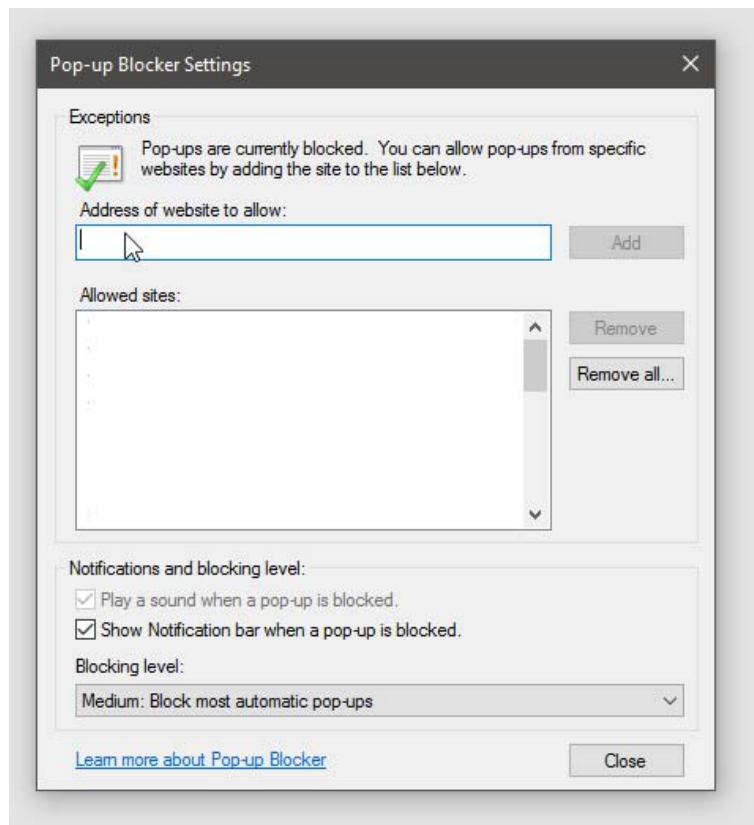 Pop-up Blocker Settings
Exceptions
Pop-ups are currently blocked. You can allow pop-ups from specific
websites by adding the site to the list below.
Address of website to allow:
Add
Allowed sites:
Remove
Remove all...
Notifications and blocking level:
Play a sound when a pop-up is blocked.
Show Notification bar when a pop-up is blocked.
Blocking level:
Medium: Block most automatic pop-ups
Learn more about Pop-up Blocker
Close